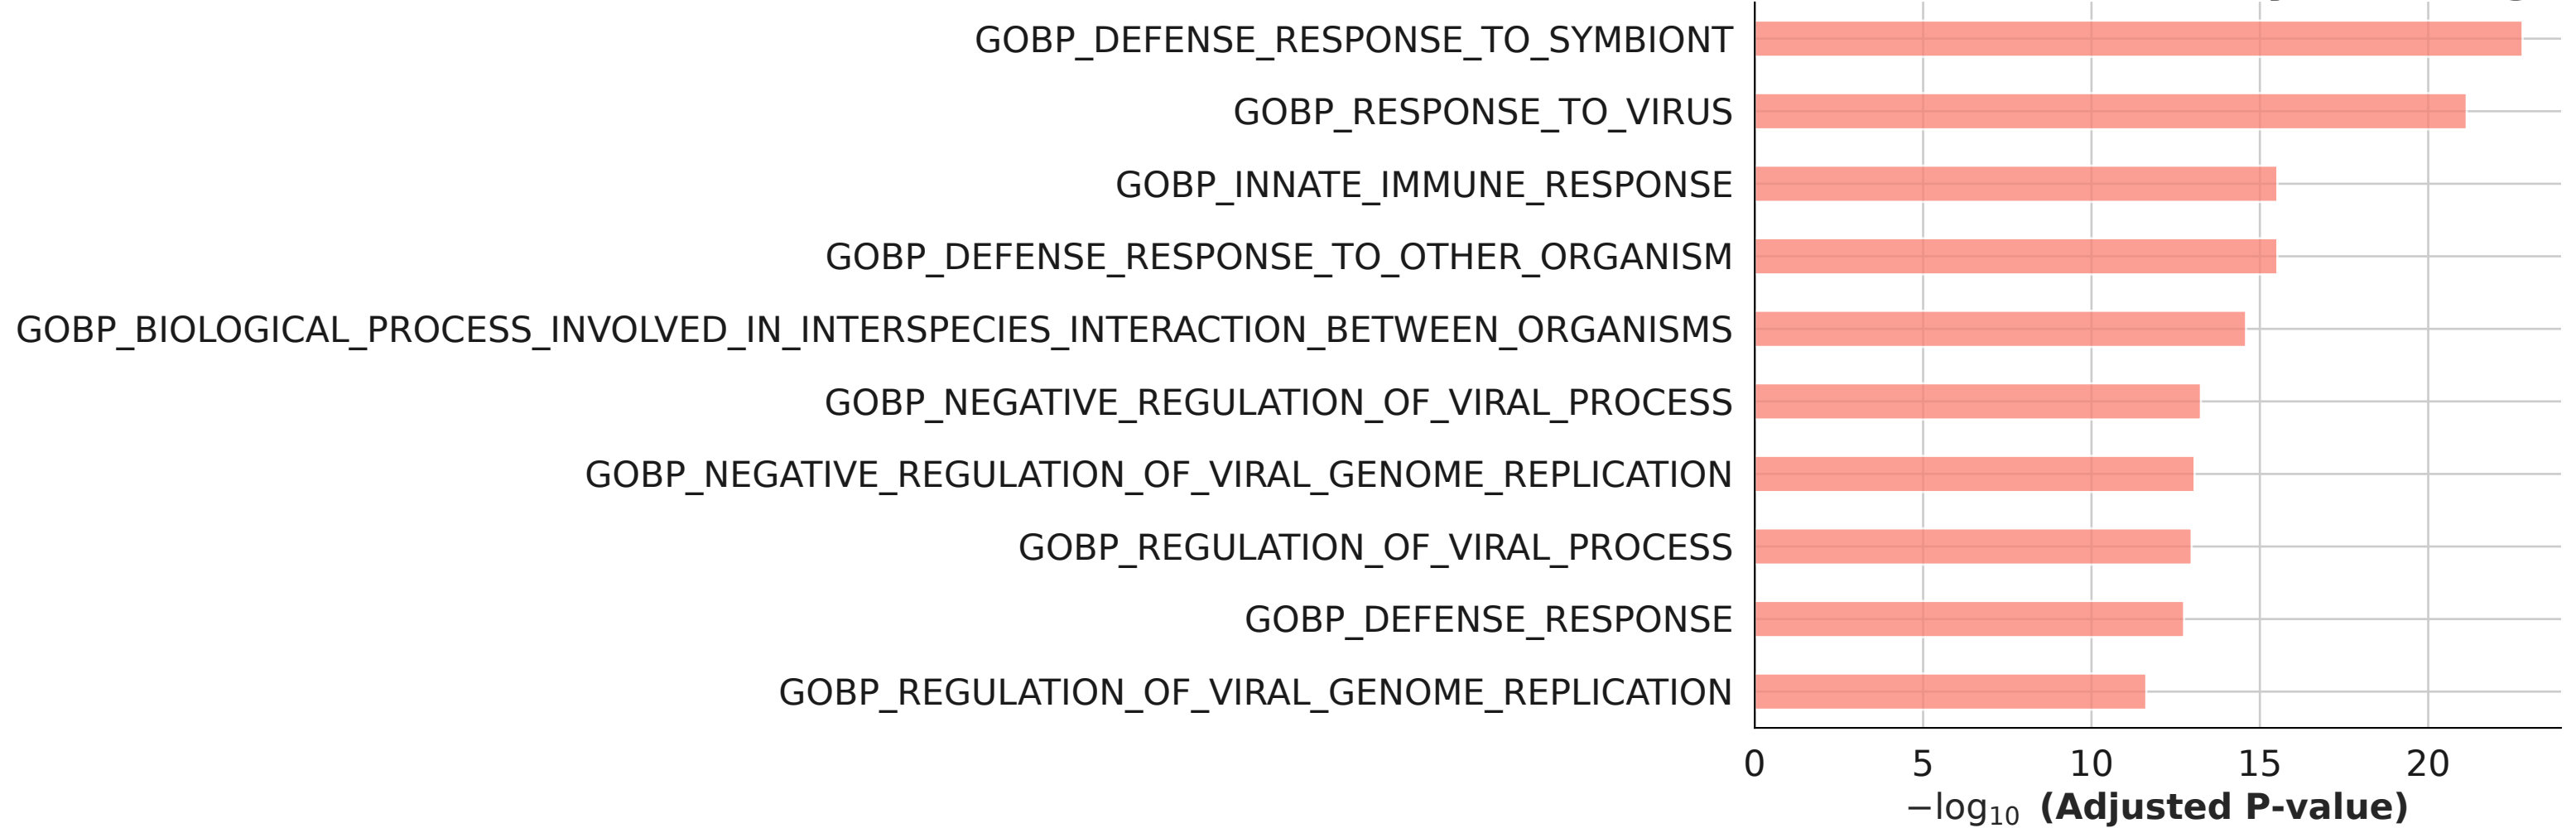 GOBP_DEFENSE_RESPONSE_TO_SYMBIONT
GOBP_RESPONSE_TO_VIRUS
GOBP_INNATE_IMMUNE_RESPONSE
GOBP_DEFENSE_RESPONSE_TO_OTHER_ORGANISM
GOBP_BIOLOGICAL_PROCESS_INVOLVED_IN_INTERSPECIES_INTERACTION_BETWEEN_ORGANISMS
GOBP_NEGATIVE_REGULATION_OF_VIRAL_PROCESS
GOBP_NEGATIVE_REGULATION_OF_VIRAL_GENOME_REPLICATION
GOBP_REGULATION_OF_VIRAL_PROCESS
GOBP_DEFENSE_RESPONSE
GOBP_REGULATION_OF_VIRAL_GENOME_REPLICATION
0 5 10 15 20
−log₁₀ (Adjusted P-value)